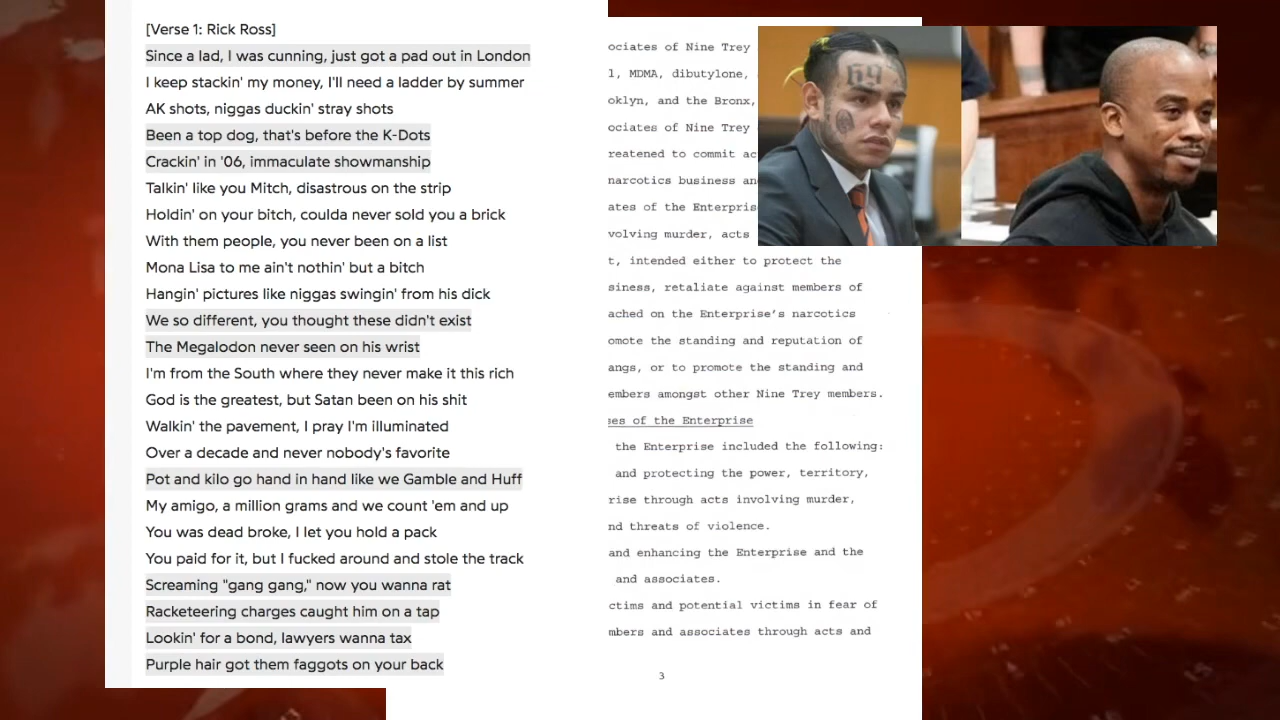 [Verse 1: Rick Ross]
Since a lad, I was cunning, just got a pad out in London
I keep stackin' my money, I'll need a ladder by summer
AK shots, niggas duckin' stray shots
Been a top dog, that's before the K-Dots
Crackin' in '06, immaculate showmanship
Talkin' like you Mitch, disastrous on the strip
Holdin' on your bitch, coulda never sold you a brick
With them people, you never been on a list
Mona Lisa to me ain't nothin' but a bitch
Hangin' pictures like niggas swingin' from his dick
We so different, you thought these didn't exist
The Megalodon never seen on his wrist
I'm from the South where they never make it this rich
God is the greatest, but Satan been on his shit
Walkin' the pavement, I pray I'm illuminated
Over a decade and never nobody's favorite
Pot and kilo go hand in hand like we Gamble and Huff
My amigo, a million grams and we count 'em and up
You was dead broke, I let you hold a pack
You paid for it, but I fucked around and stole the track
Screaming "gang gang," now you wanna rat
Racketeering charges caught him on a tap
Lookin' for a bond, lawyers wanna tax
Purple hair got them faggots on your back
ociates of Nine Trey
l, MDMA, dibutylone,
oklyn, and the Bronx,
ociates of Nine Trey
reatened to commit ac
narcotics business an
ates of the Enterprise
volving murder, acts
t, intended either to protect the
siness, retaliate against members of
ached on the Enterprise's narcotics
omote the standing and reputation of
angs, or to promote the standing and
embers amongst other Nine Trey members.
ses of the Enterprise
the Enterprise included the following:
and protecting the power, territory,
rise through acts involving murder,
nd threats of violence.
and enhancing the Enterprise and the
and associates.
ctims and potential victims in fear of
mbers and associates through acts and
3
69